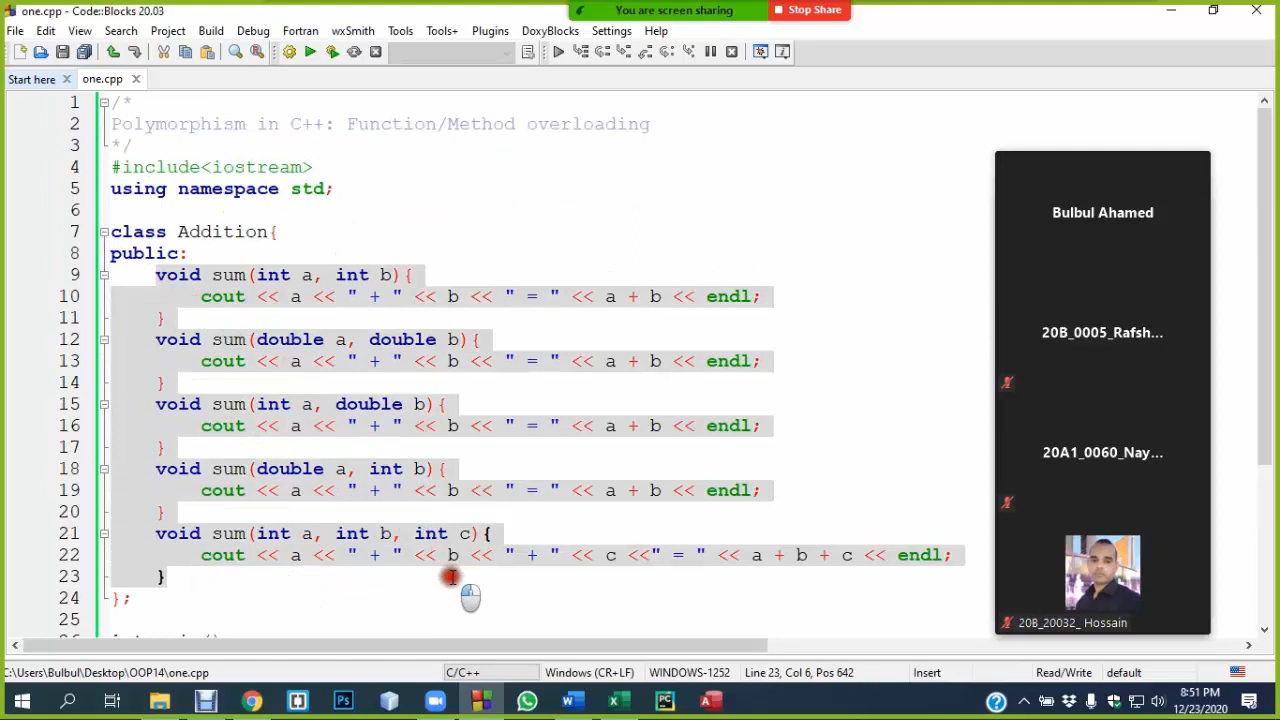 one.cpp - Code::Blocks 20.03
You are screen sharing
Stop Share
File Edit View Search Project Build Debug Fortran wxSmith Tools Tools+ Plugins DoxyBlocks Settings Help
Start here
one.cpp
1 /*
2 Polymorphism in C++: Function/Method overloading
3 */
4 #include<iostream>
5 using namespace std;
6
7 class Addition{
8 public:
9 void sum(int a, int b){
10 cout << a << " + " << b << " = " << a + b << endl;
11 }
12 void sum(double a, double b){
13 cout << a << " + " << b << " = " << a + b << endl;
14 }
15 void sum(int a, double b){
16 cout << a << " + " << b << " = " << a + b << endl;
17 }
18 void sum(double a, int b){
19 cout << a << " + " << b << " = " << a + b << endl;
20 }
21 void sum(int a, int b, int c){
22 cout << a << " + " << b << " + " << c <<" = " << a + b + c << endl;
23 }
24 };
25
Bulbul Ahamed
20B_0005_Rafsh...
20A1_0060_Nay...
20B_20032_ Hossain
C:\Users\Bulbul\Desktop\OOP14\one.cpp C/C++ Windows (CR+LF) WINDOWS-1252 Line 23, Col 6, Pos 642 Insert Read/Write default
8:51 PM
12/23/2020